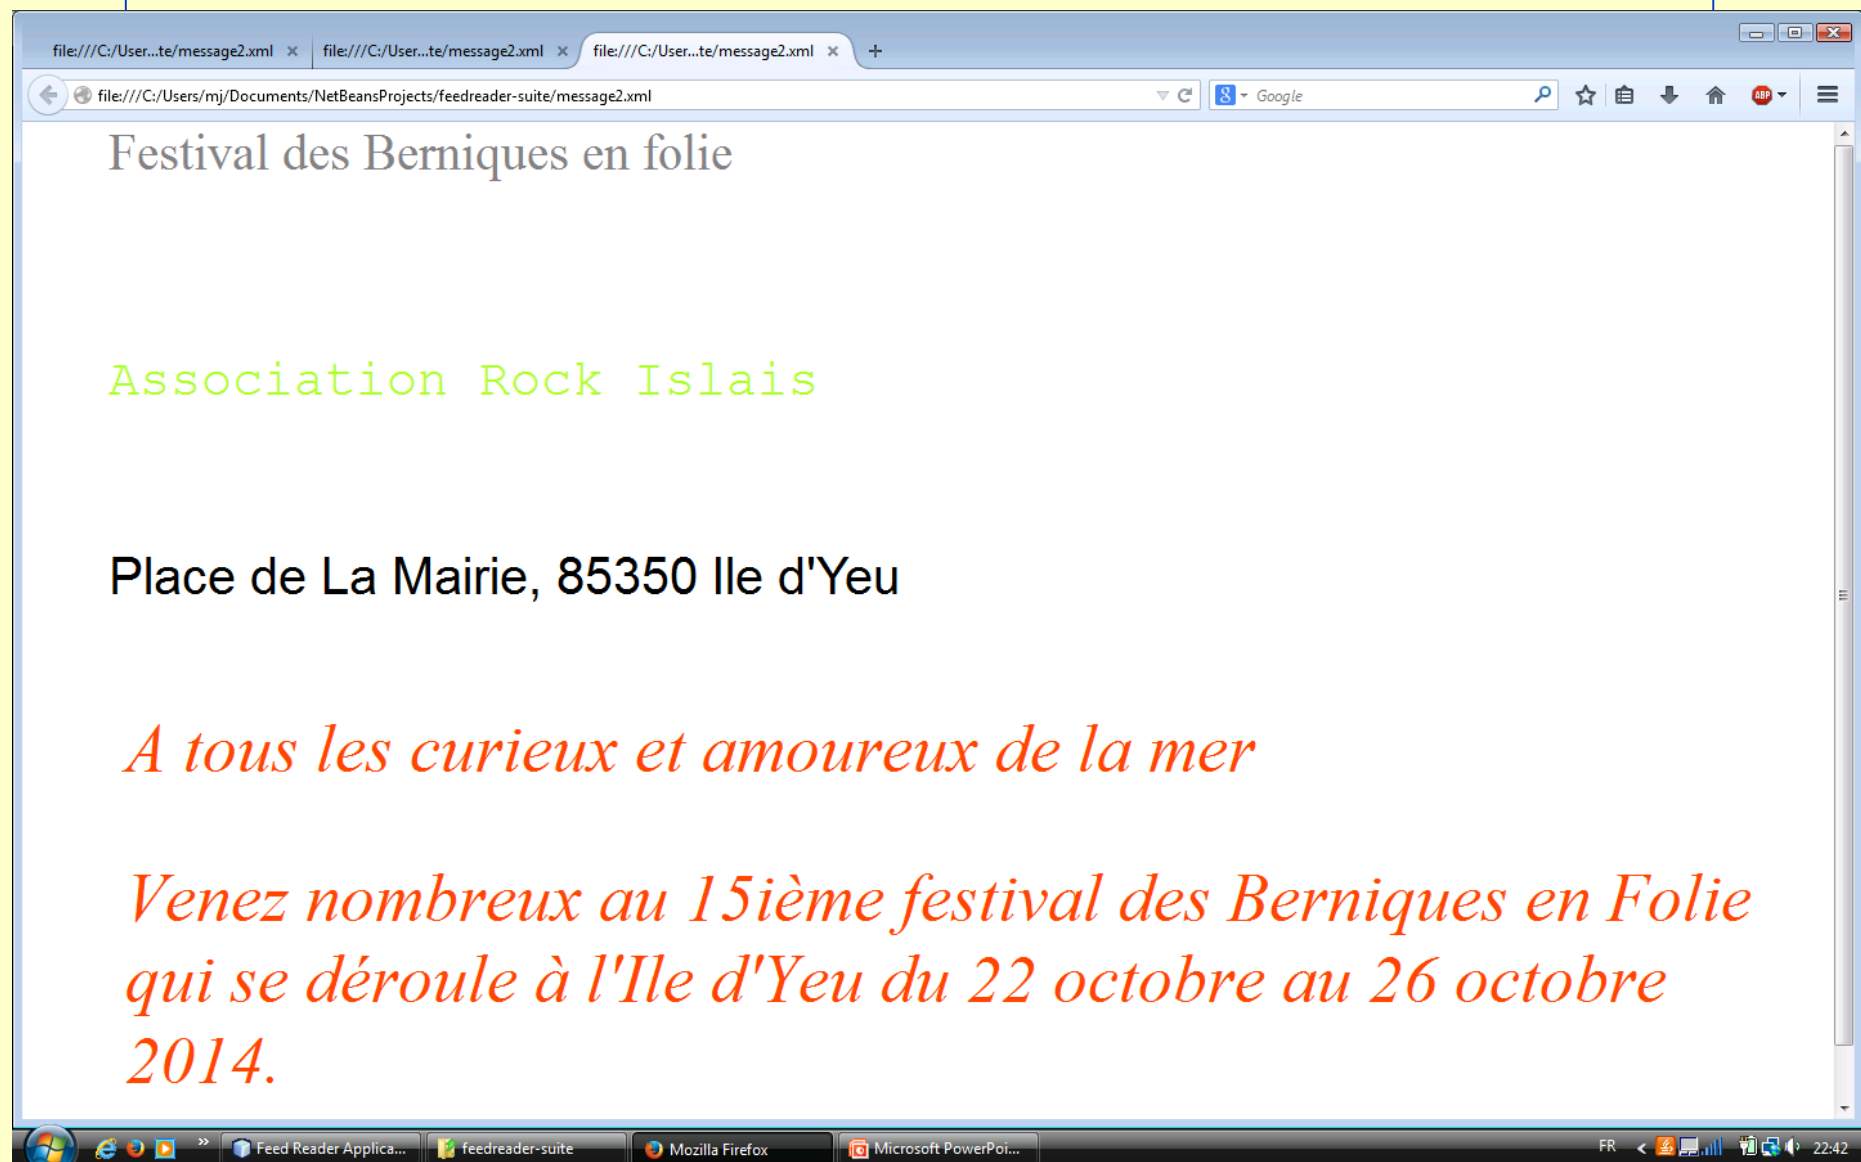 file:///C:/User...te/message2.xml file:///C:/User...te/message2.xml file:///C:/User...te/message2.xml
file:///C:/Users/mj/Documents/NetBeansProjects/feedreader-suite/message2.xml 8 Google ABP
Festival des Berniques en folie
Association Rock Islais
Place de La Mairie, 85350 Ile d'Yeu
A tous les curieux et amoureux de la mer
Venez nombreux au 15ième festival des Berniques en Folie
qui se déroule à l'Ile d'Yeu du 22 octobre au 26 octobre
2014.
Feed Reader Applica... feedreader-suite Mozilla Firefox Microsoft PowerPoi... FR 22:42